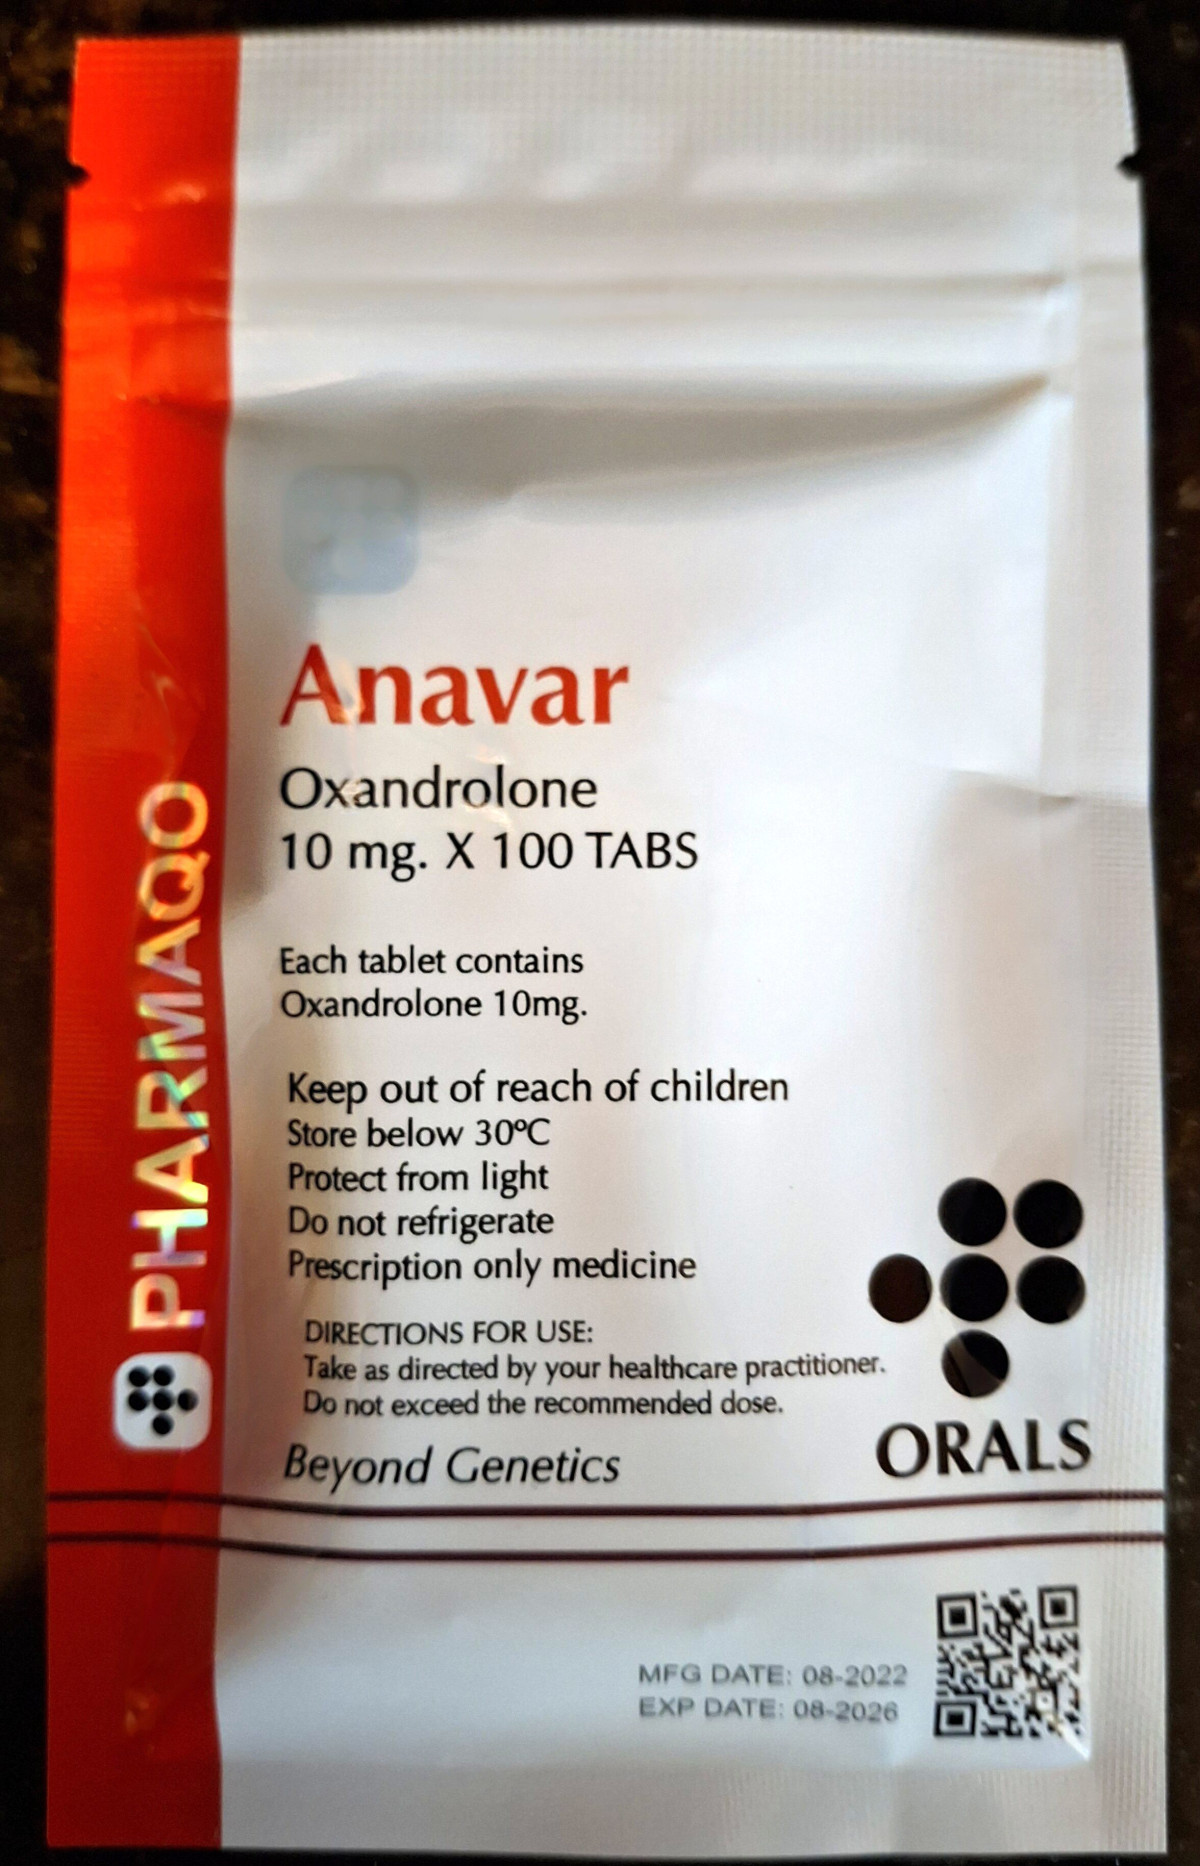 Anavar
Oxandrolone
10 mg. X 100 TABS
Each tablet contains
Oxandrolone 10mg.
Keep out of reach of children
Store below 30ºC
Protect from light
Do not refrigerate
Prescription only medicine
DIRECTIONS FOR USE:
Take as directed by your healthcare practitioner.
Do not exceed the recommended dose.
Beyond Genetics
ORALS
PHARMAQO
MFG DATE: 08-2022
EXP DATE: 08-2026